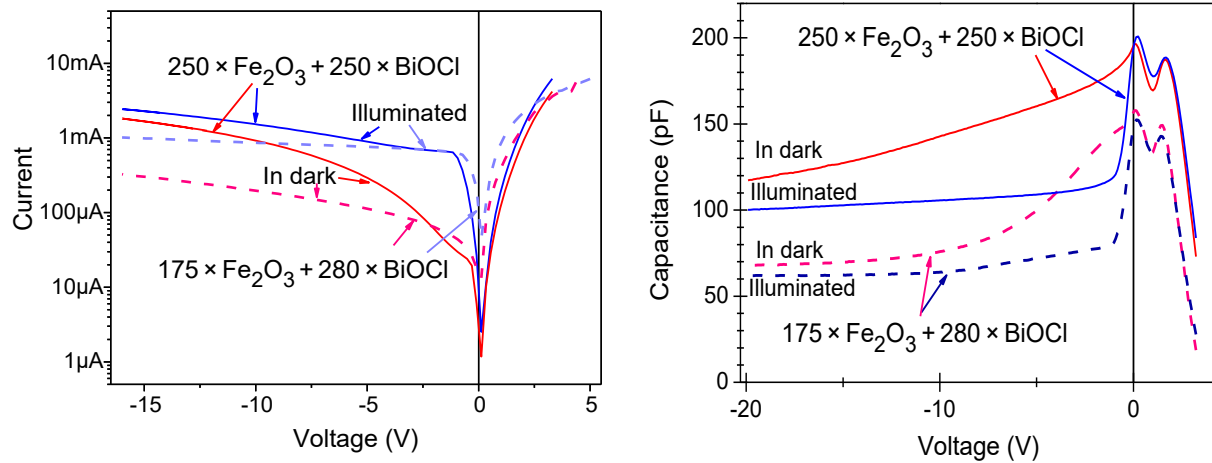 Current
10mA
1mA
100µA
10µA
1µA
250 × Fe₂O₃ + 250 × BiOCl
Illuminated
In dark
175 × Fe₂O₃ + 280 × BiOCl
-15
-10
-5
0
5
Voltage (V)
Capacitance (pF)
200
150
100
50
0
250 × Fe₂O₃ + 250 × BiOCl
In dark
Illuminated
In dark
Illuminated
175 × Fe₂O₃ + 280 × BiOCl
-20
-10
0
Voltage (V)